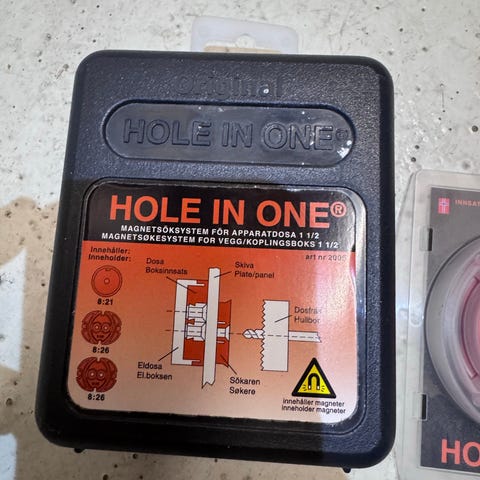 Original
HOLE IN ONE®
HOLE IN ONE®
MAGNETSÖKSYSTEM FÖR APPARATDOSA 1 1/2
MAGNETSØKESYSTEM FOR VEGG/KOPLINGSBOKS 1 1/2
Innehåller:
Inneholder:
art nr 2005
Dosa
Boksinnsats
Skiva
Plate/panel
Dosfräs
Hullbor
8:21
8:26
8:26
Eldosa
El.boksen
Sökaren
Søkere
innehåller magneter
inneholder magneter
INNSAT
HO